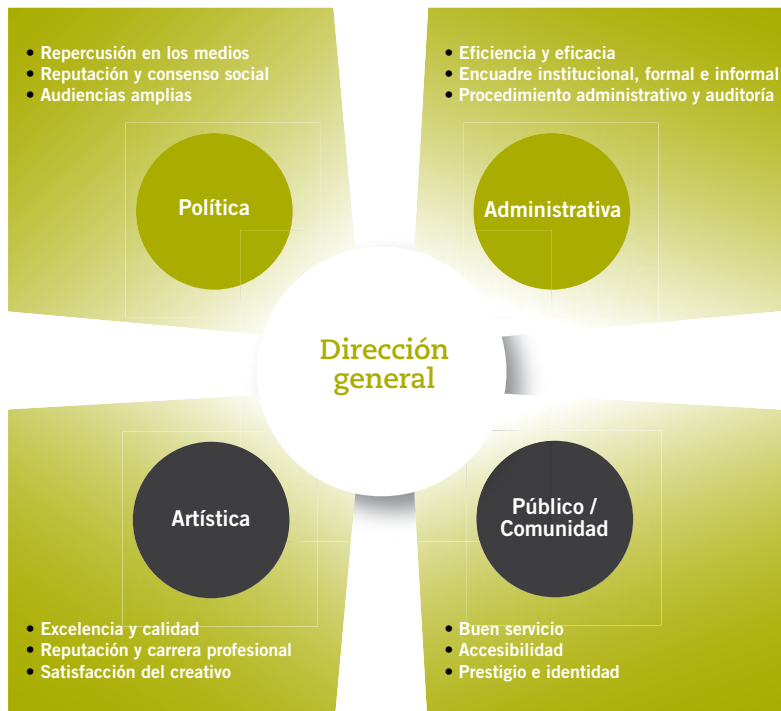 • Repercusión en los medios
• Reputación y consenso social
• Audiencias amplias
• Eficiencia y eficacia
• Encuadre institucional, formal e informal
• Procedimiento administrativo y auditoría
Política
Administrativa
Dirección
general
Artística
Público /
Comunidad
• Excelencia y calidad
• Reputación y carrera profesional
• Satisfacción del creativo
• Buen servicio
• Accesibilidad
• Prestigio e identidad